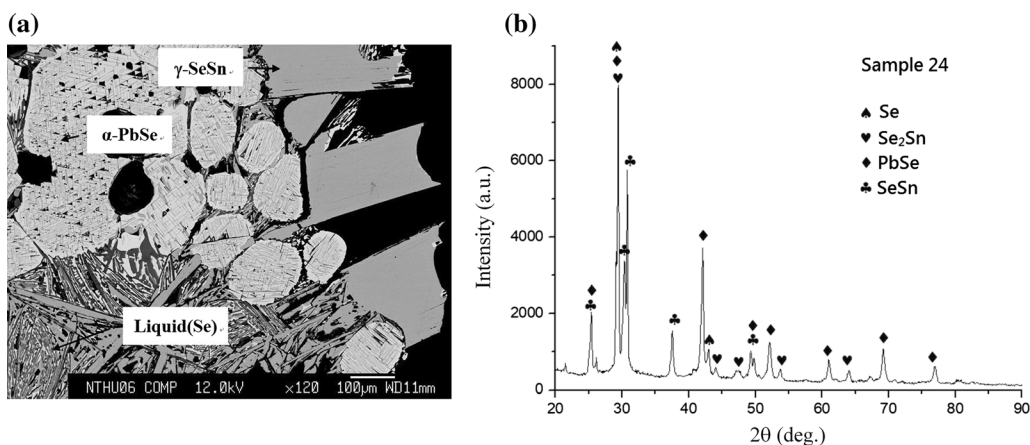 (a)
γ-SeSn
α-PbSe
Liquid(Se)
NTHU06 COMP 12.0kV ×120 100μm WD11mm
(b)
Sample 24
♠ Se
♥ Se₂Sn
♦ PbSe
♣ SeSn
Intensity (a.u.)
8000
6000
4000
2000
0
20 30 40 50 60 70 80 90
2θ (deg.)